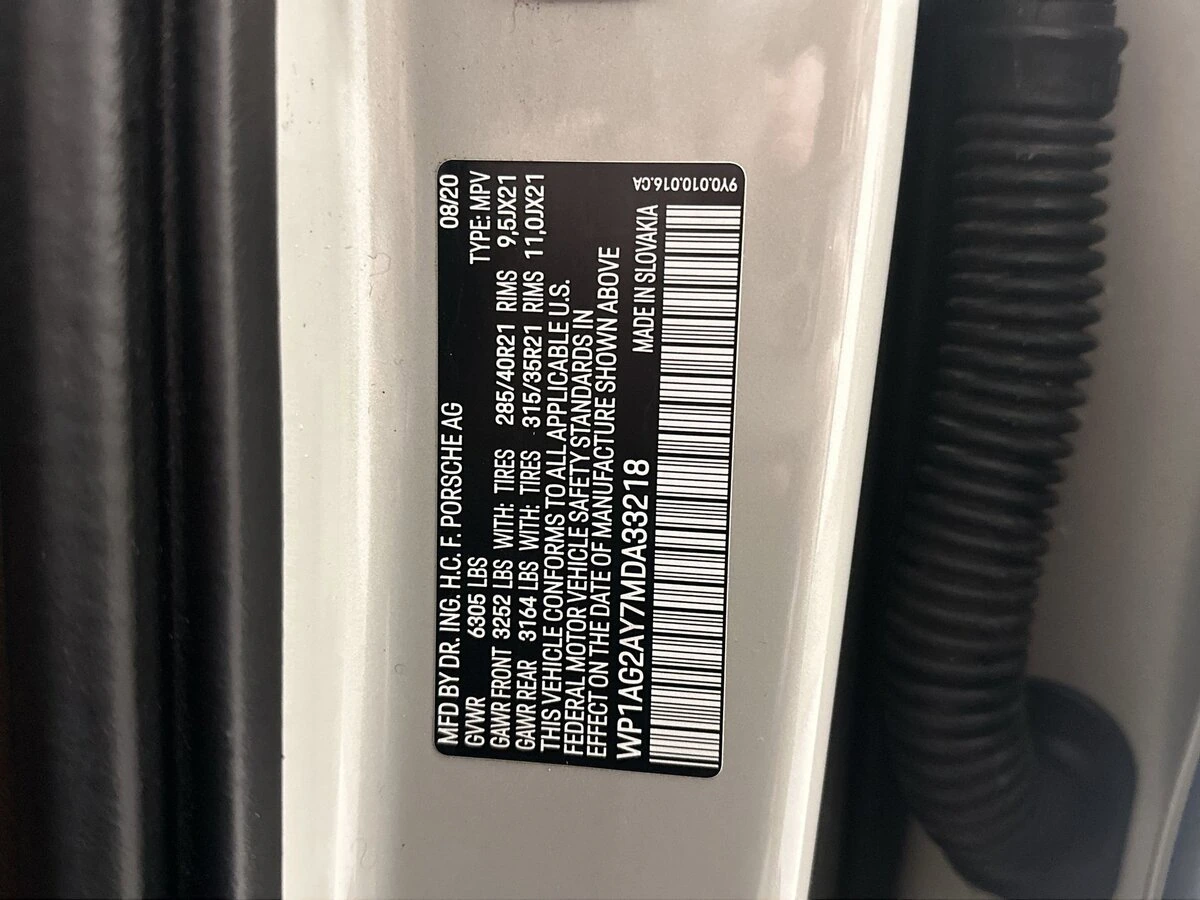 MFD BY DR. ING. H.C. F. PORSCHE AG 08/20
GVWR 6305 LBS TYPE: MPV
GAWR FRONT 3252 LBS WITH: TIRES 285/40R21 RIMS 9,5JX21
GAWR REAR 3164 LBS WITH: TIRES 315/35R21 RIMS 11,0JX21
THIS VEHICLE CONFORMS TO ALL APPLICABLE U.S.
FEDERAL MOTOR VEHICLE SAFETY STANDARDS IN
EFFECT ON THE DATE OF MANUFACTURE SHOWN ABOVE
WP1AG2AY7MDA33218 MADE IN SLOVAKIA
9Y0.010.016.CA